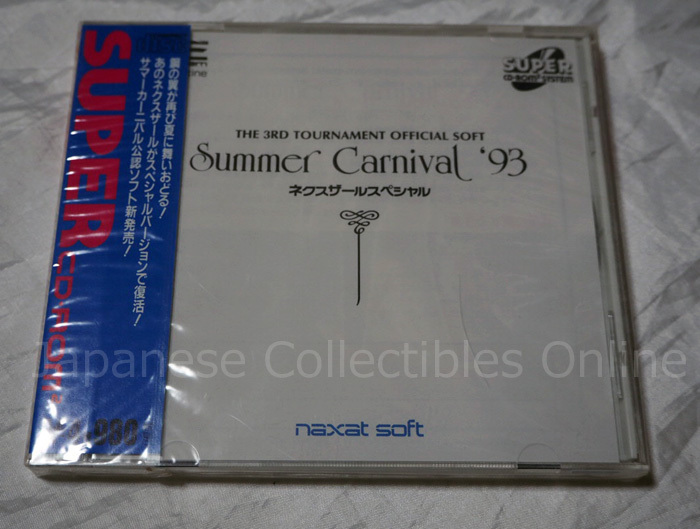 鋼の翼が再び夏に舞いおどる!
あのネクスザールがスペシャルバージョンで復活!
サマーカーニバル公認ソフト新発売!
SUPER CD-ROM²
SUPER
CD-ROM² SYSTEM
THE 3RD TOURNAMENT OFFICIAL SOFT
Summer Carnival '93
ネクスザールスペシャル
naxat soft
Japanese Collectibles Online